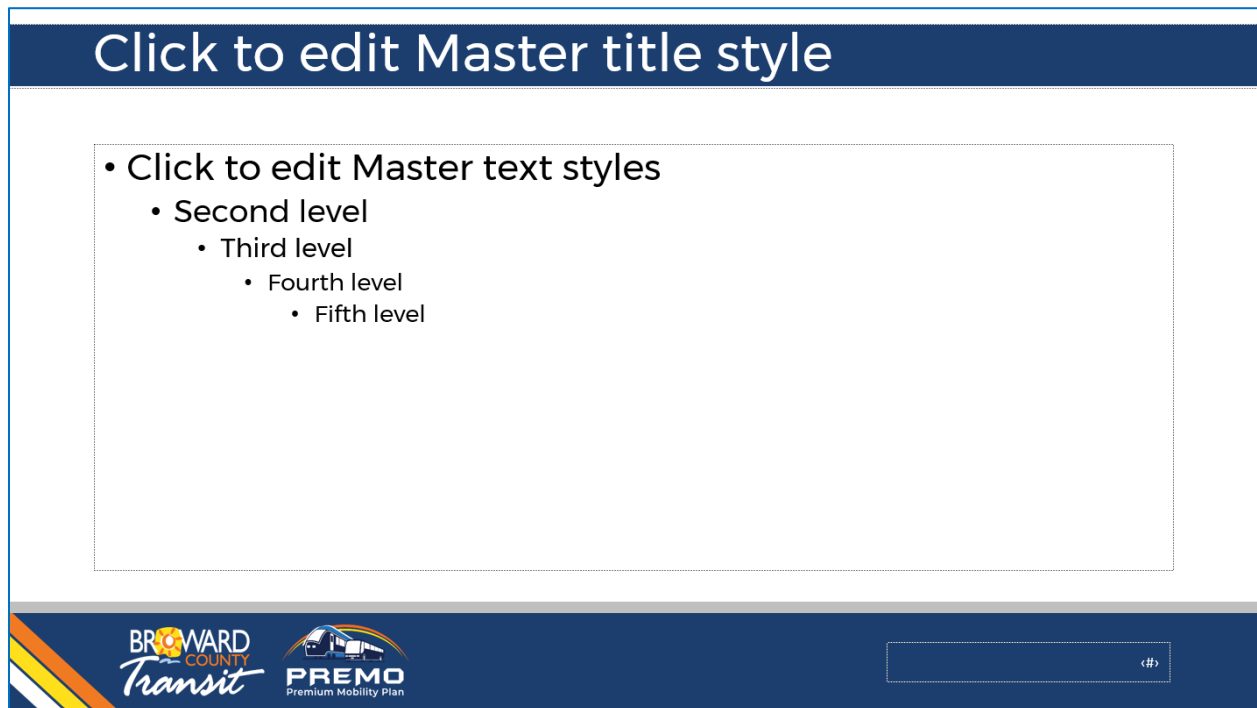 Click to edit Master title style
• Click to edit Master text styles
• Second level
• Third level
• Fourth level
• Fifth level
BROWARD
COUNTY
Transit
PREMO
Premium Mobility Plan
‹#›